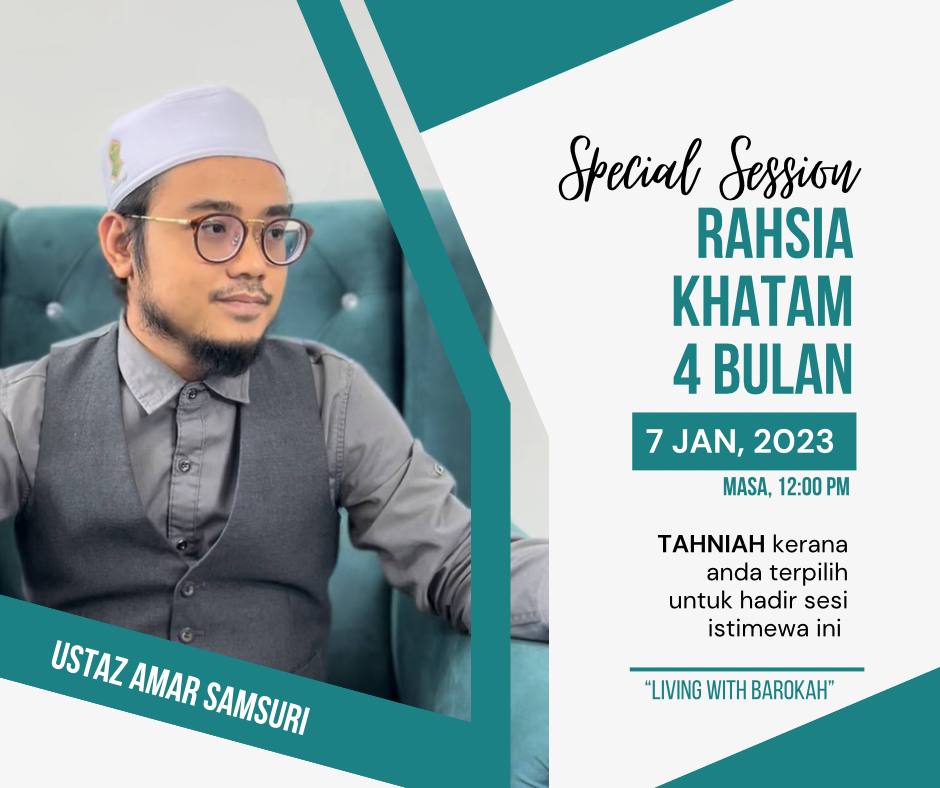 Special Session
RAHSIA
KHATAM
4 BULAN
7 JAN, 2023
MASA, 12:00 PM
TAHNIAH kerana
anda terpilih
untuk hadir sesi
istimewa ini
“LIVING WITH BAROKAH”
USTAZ AMAR SAMSURI